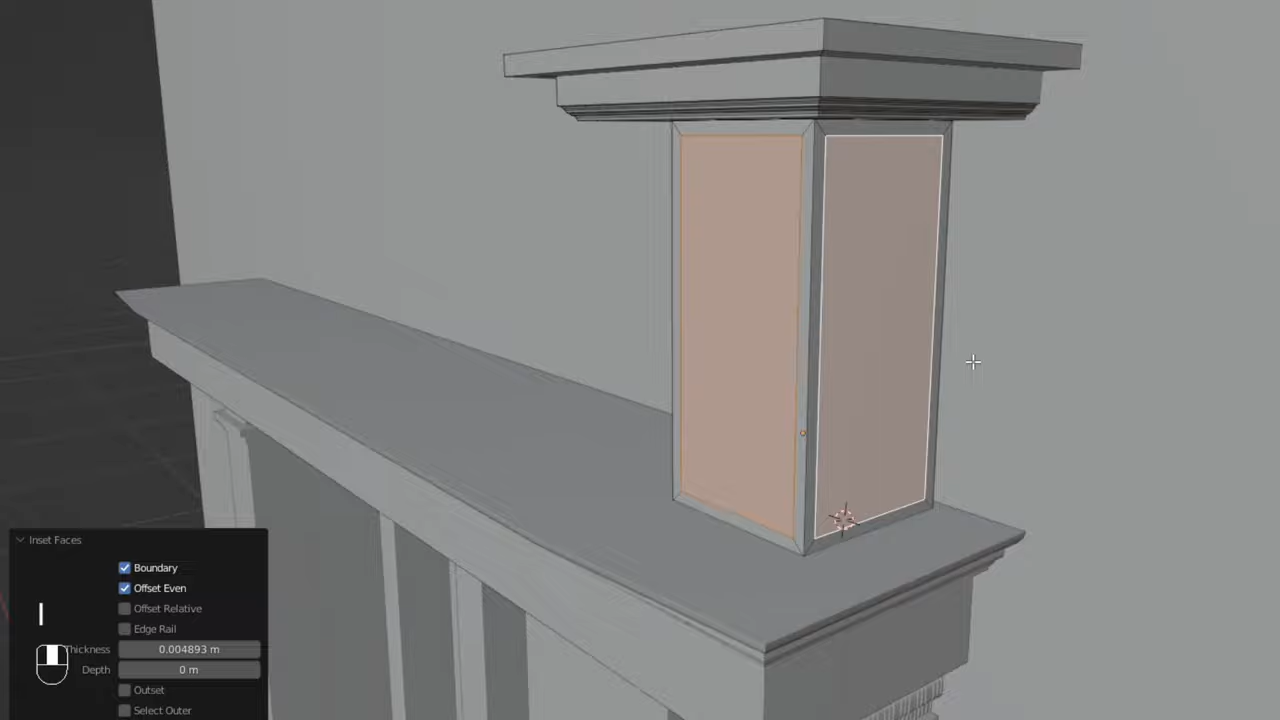 Inset Faces
Boundary
Offset Even
Offset Relative
Edge Rail
Thickness 0.004893 m
Depth 0 m
Outset
Select Outer
I